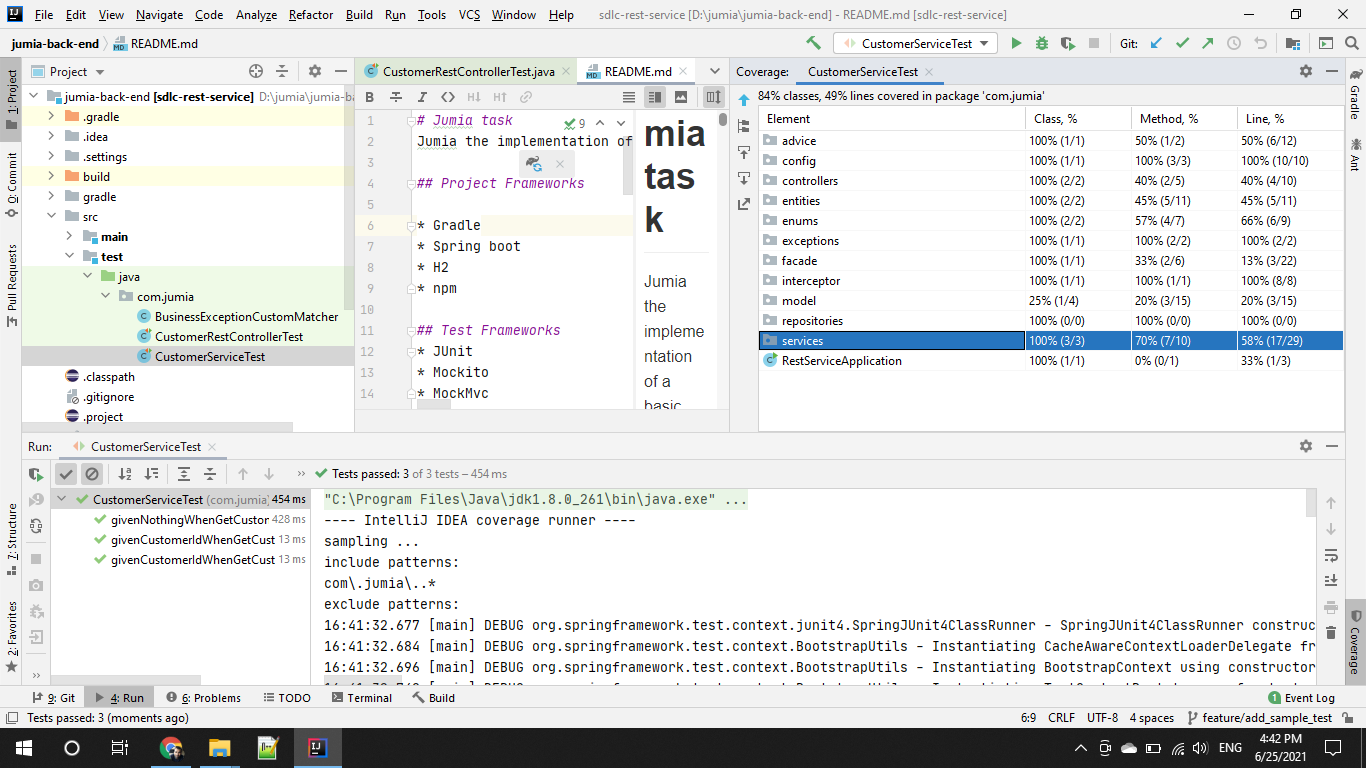 File Edit View Navigate Code Analyze Refactor Build Run Tools VCS Window Help sdlc-rest-service [D:\jumia\jumia-back-end] - README.md [sdlc-rest-service]
jumia-back-end README.md CustomerServiceTest Git:
1: Project
0: Commit
Pull Requests
7: Structure
2: Favorites
Project
jumia-back-end [sdlc-rest-service] D:\jumia\jumia-ba
.gradle
.idea
.settings
build
gradle
src
main
test
java
com.jumia
BusinessExceptionCustomMatcher
CustomerRestControllerTest
CustomerServiceTest
.classpath
.gitignore
.project
CustomerRestControllerTest.java README.md
B I
9
1 # Jumia task
2 Jumia the implementation of
3
4 ## Project Frameworks
5
6 * Gradle
7 * Spring boot
8 * H2
9 * npm
10
11 ## Test Frameworks
12 * JUnit
13 * Mockito
14 * MockMvc
mia
tas
k
Jumia
the
impleme
ntation
of a
basic
Coverage: CustomerServiceTest
84% classes, 49% lines covered in package 'com.jumia'
Element Class, % Method, % Line, %
advice 100% (1/1) 50% (1/2) 50% (6/12)
config 100% (1/1) 100% (3/3) 100% (10/10)
controllers 100% (2/2) 40% (2/5) 40% (4/10)
entities 100% (2/2) 45% (5/11) 45% (5/11)
enums 100% (2/2) 57% (4/7) 66% (6/9)
exceptions 100% (1/1) 100% (2/2) 100% (2/2)
facade 100% (1/1) 33% (2/6) 13% (3/22)
interceptor 100% (1/1) 100% (1/1) 100% (8/8)
model 25% (1/4) 20% (3/15) 20% (3/15)
repositories 100% (0/0) 100% (0/0) 100% (0/0)
services 100% (3/3) 70% (7/10) 58% (17/29)
RestServiceApplication 100% (1/1) 0% (0/1) 33% (1/3)
Gradle
Ant
Coverage
Run: CustomerServiceTest
Tests passed: 3 of 3 tests – 454 ms
CustomerServiceTest (com.jumia) 454 ms
givenNothingWhenGetCustor 428 ms
givenCustomerIdWhenGetCust 13 ms
givenCustomerIdWhenGetCust 13 ms
"C:\Program Files\Java\jdk1.8.0_261\bin\java.exe" ...
---- IntelliJ IDEA coverage runner ----
sampling ...
include patterns:
com\.jumia\..*
exclude patterns:
16:41:32.677 [main] DEBUG org.springframework.test.context.junit4.SpringJUnit4ClassRunner - SpringJUnit4ClassRunner construc
16:41:32.684 [main] DEBUG org.springframework.test.context.BootstrapUtils - Instantiating CacheAwareContextLoaderDelegate fr
16:41:32.696 [main] DEBUG org.springframework.test.context.BootstrapUtils - Instantiating BootstrapContext using constructor
9: Git 4: Run 6: Problems TODO Terminal Build 1 Event Log
Tests passed: 3 (moments ago) 6:9 CRLF UTF-8 4 spaces feature/add_sample_test
ENG 4:42 PM
6/25/2021